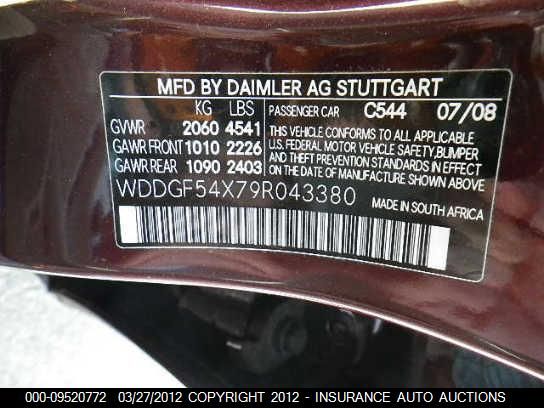 MFD BY DAIMLER AG STUTTGART
KG LBS PASSENGER CAR C544 07/08
GVWR 2060 4541 THIS VEHICLE CONFORMS TO ALL APPLICABLE
GAWR FRONT 1010 2226 U.S. FEDERAL MOTOR VEHICLE SAFETY, BUMPER
AND THEFT PREVENTION STANDARDS IN EFFECT
GAWR REAR 1090 2403 ON THE DATE OF MANUFACTURE SHOWN ABOVE.
WDDGF54X79R043380 MADE IN SOUTH AFRICA
000-09520772 03/27/2012 COPYRIGHT 2012 - INSURANCE AUTO AUCTIONS